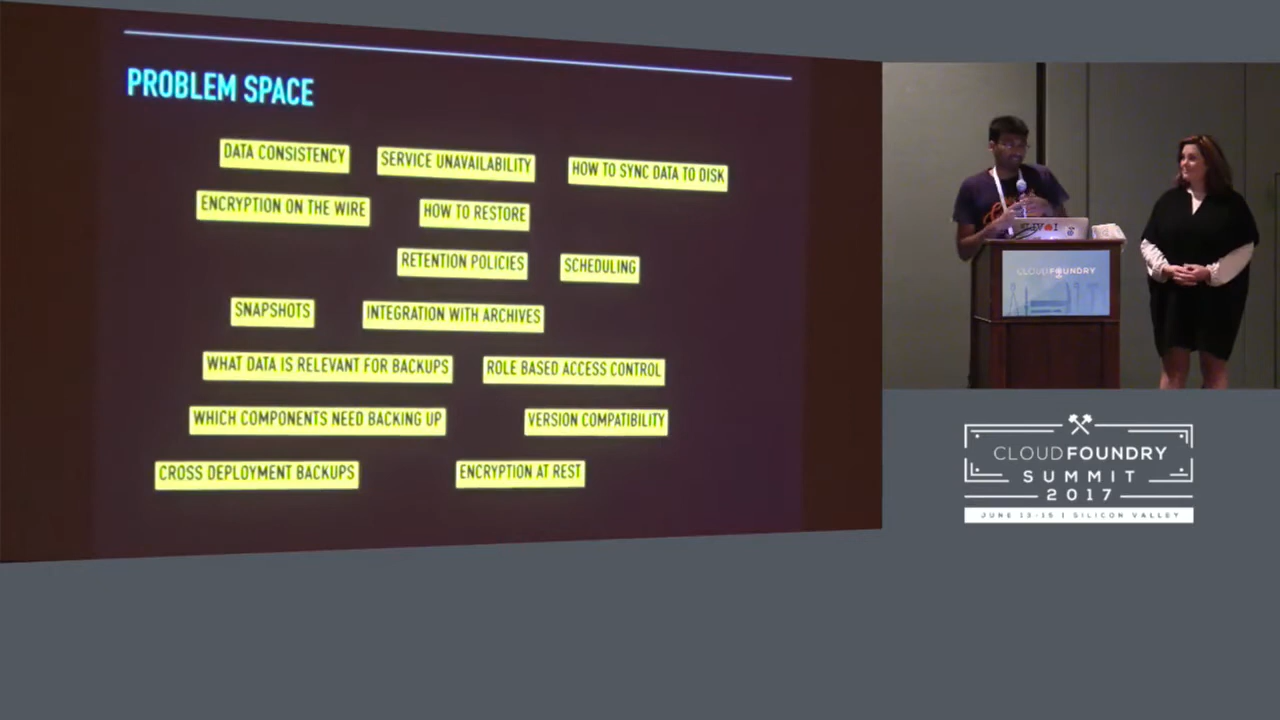 PROBLEM SPACE
DATA CONSISTENCY
SERVICE UNAVAILABILITY
HOW TO SYNC DATA TO DISK
ENCRYPTION ON THE WIRE
HOW TO RESTORE
RETENTION POLICIES
SCHEDULING
SNAPSHOTS
INTEGRATION WITH ARCHIVES
WHAT DATA IS RELEVANT FOR BACKUPS
ROLE BASED ACCESS CONTROL
WHICH COMPONENTS NEED BACKING UP
VERSION COMPATIBILITY
CROSS DEPLOYMENT BACKUPS
ENCRYPTION AT REST
CLOUDFOUNDRY
CLOUDFOUNDRY
SUMMIT
2017
JUNE 13-15 | SILICON VALLEY